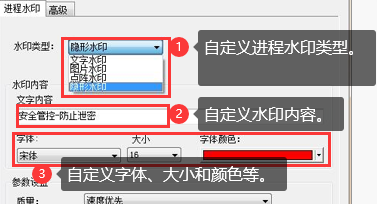 进程水印 高级
水印类型: 隐形水印
1 自定义进程水印类型。
文字水印
图片水印
点阵水印
隐形水印
水印内容
文字内容
安全管控-防止泄密
2 自定义水印内容。
字体: 大小 字体颜色:
宋体 16
3 自定义字体、大小和颜色等。
参数设置
质量: 速度优先